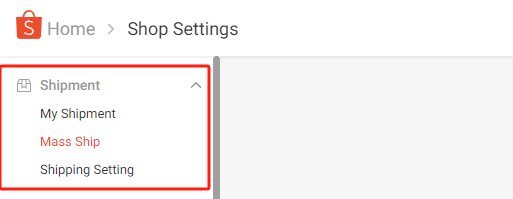 Home > Shop Settings
Shipment
My Shipment
Mass Ship
Shipping Setting